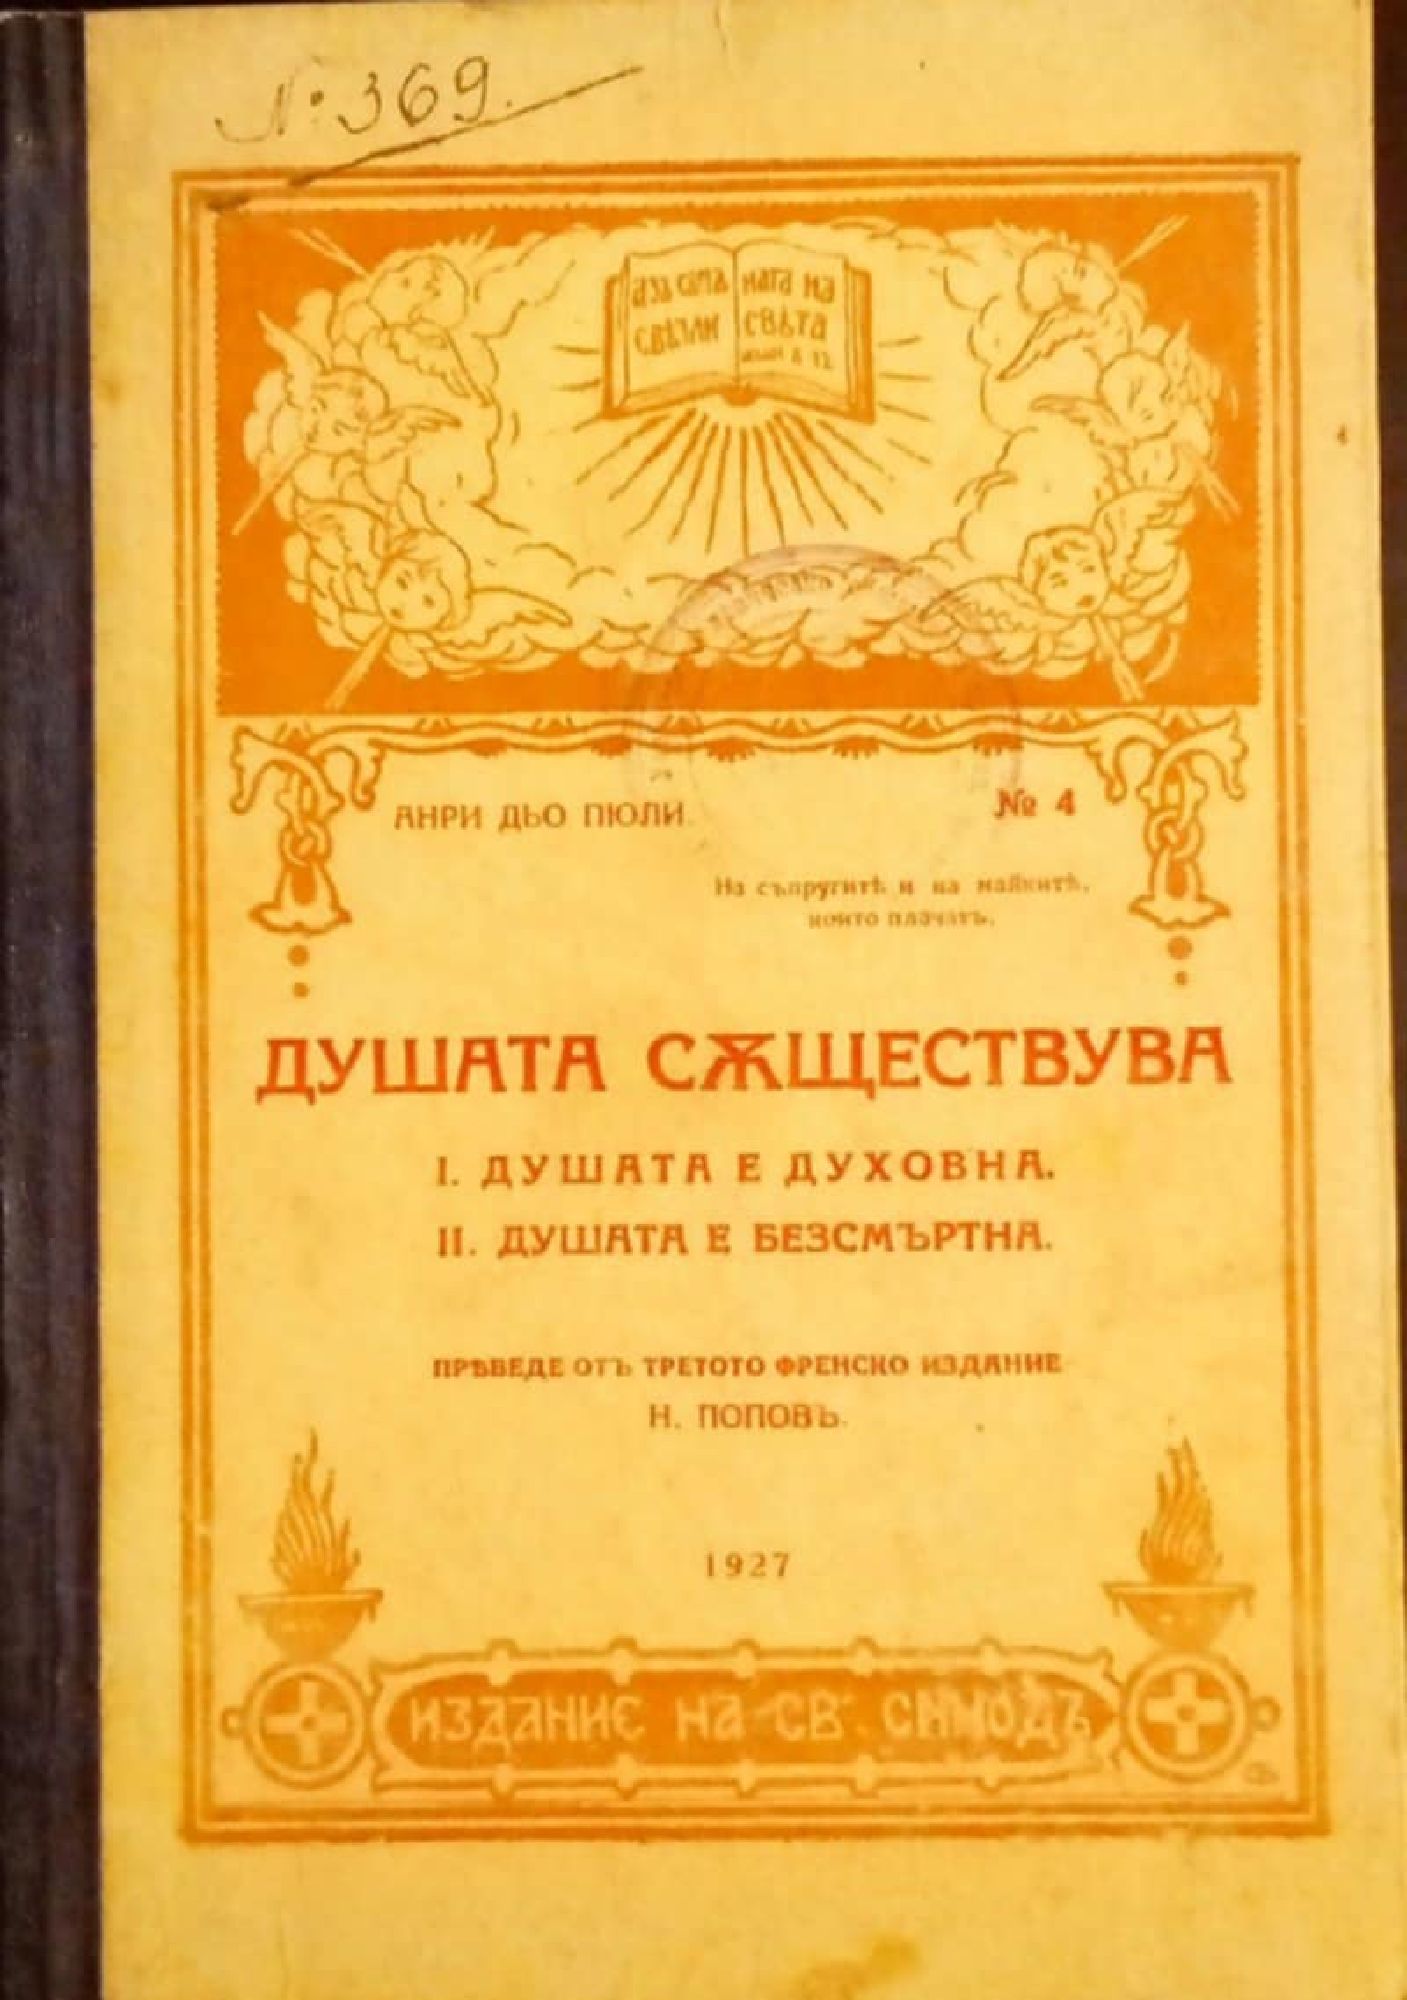 № 369.
азъ съмъ
свѣтли
ната на
свѣта
АНРИ ДЬО ПЮЛИ.
№ 4
На съпругитѣ и на майкитѣ,
които плачатъ.
ДУШАТА СѪЩЕСТВУВА
I. ДУШАТА Е ДУХОВНА.
II. ДУШАТА Е БЕЗСМЪРТНА.
ПРѢВЕДЕ ОТЪ ТРЕТОТО ФРЕНСКО ИЗДАНИЕ
Н. ПОПОВЪ.
1927
ИЗДАНИЕ НА СВ. СИНОДЪ